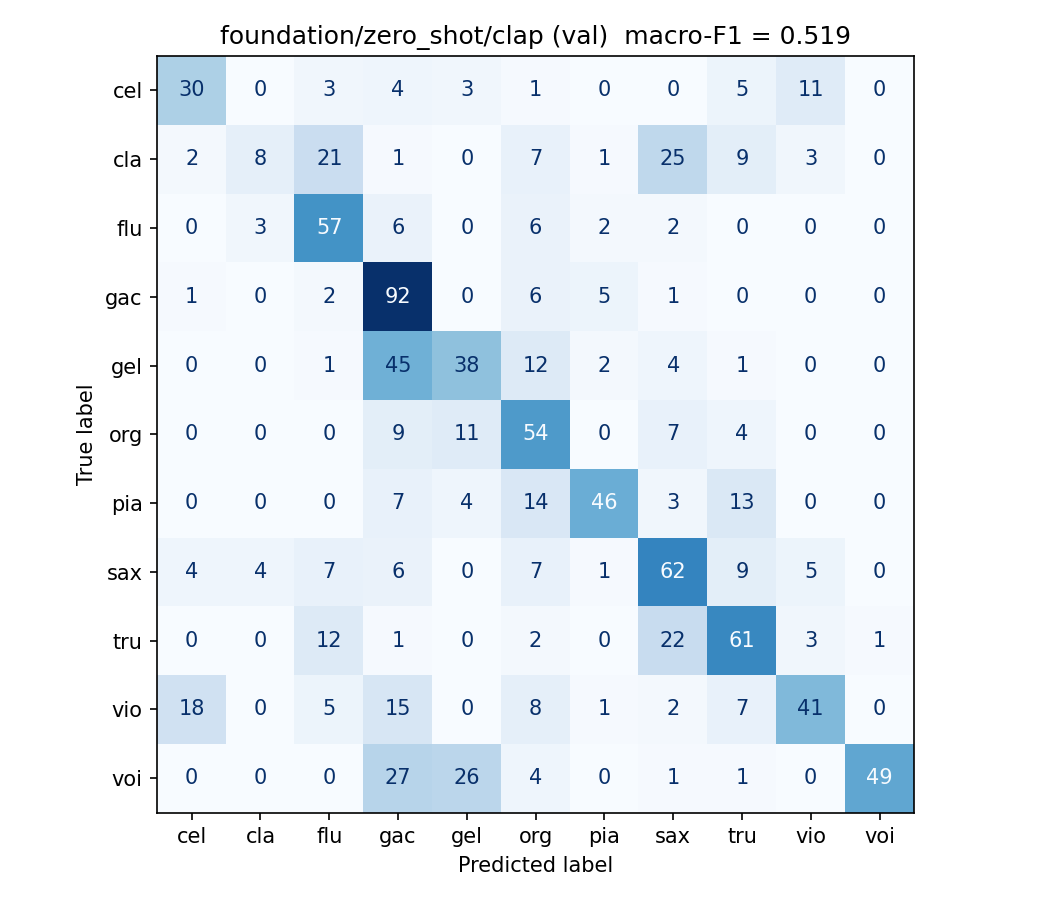 foundation/zero_shot/clap (val)  macro-F1 = 0.519
True label
cel 30 0 3 4 3 1 0 0 5 11 0
cla 2 8 21 1 0 7 1 25 9 3 0
flu 0 3 57 6 0 6 2 2 0 0 0
gac 1 0 2 92 0 6 5 1 0 0 0
gel 0 0 1 45 38 12 2 4 1 0 0
org 0 0 0 9 11 54 0 7 4 0 0
pia 0 0 0 7 4 14 46 3 13 0 0
sax 4 4 7 6 0 7 1 62 9 5 0
tru 0 0 12 1 0 2 0 22 61 3 1
vio 18 0 5 15 0 8 1 2 7 41 0
voi 0 0 0 27 26 4 0 1 1 0 49
cel cla flu gac gel org pia sax tru vio voi
Predicted label